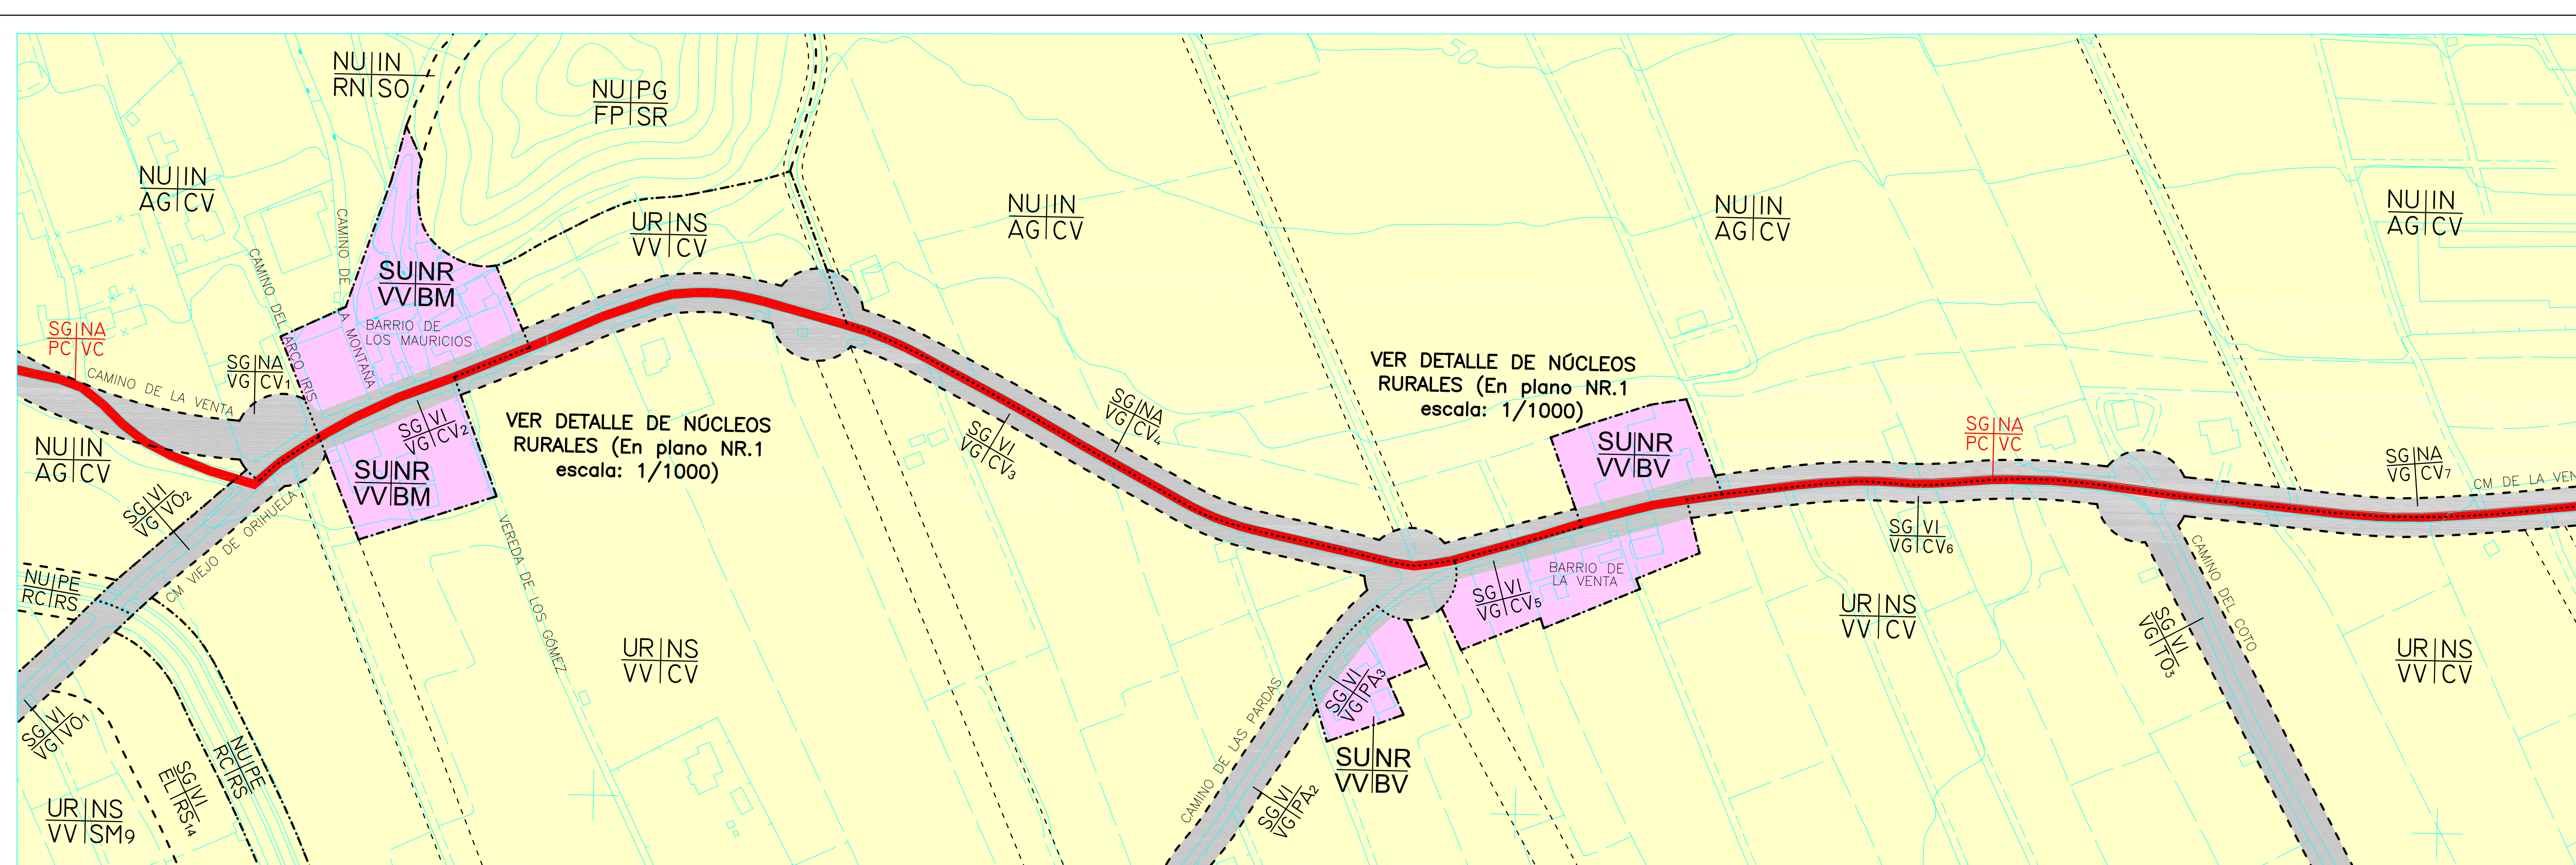 NU|IN
RN|SO
NU|PG
FP|SR
50
NU|IN
AG|CV
NU|IN
AG|CV
NU|IN
AG|CV
NU|IN
AG|CV
UR|NS
VV|CV
CAMINO DE LA MONTAÑA
CAMINO DEL ARCO IRIS
SU|NR
VV|BM
BARRIO DE
LOS MAURICIOS
SG|NA
PC|VC
SG|NA
VG|CV1
CAMINO DE LA VENTA
NU|IN
AG|CV
SG|VI
VG|CV2
SU|NR
VV|BM
VER DETALLE DE NÚCLEOS
RURALES (En plano NR.1
escala: 1/1000)
SG|VI
VG|CV3
SG|NA
VG|CV4
VER DETALLE DE NÚCLEOS
RURALES (En plano NR.1
escala: 1/1000)
SU|NR
VV|BV
SG|NA
PC|VC
SG|VI
VG|CV6
SG|NA
VG|CV7
CM DE LA VEN
SG|VI
VG|VO2
CM VIEJO DE ORIHUELA
VEREDA DE LOS GÓMEZ
NU|PE
RC|RS
BARRIO DE
LA VENTA
SG|VI
VG|CV5
UR|NS
VV|CV
UR|NS
VV|CV
CAMINO DEL COTO
SG|VI
VG|TO3
UR|NS
VV|CV
SG|VI
VG|PA3
CAMINO DE LAS PARDAS
SU|NR
VV|BV
SG|VI
VG|PA2
SG|VI
VG|VO1
NU|PE
RC|RS
SG|VI
EL|RS14
UR|NS
VV|SM9